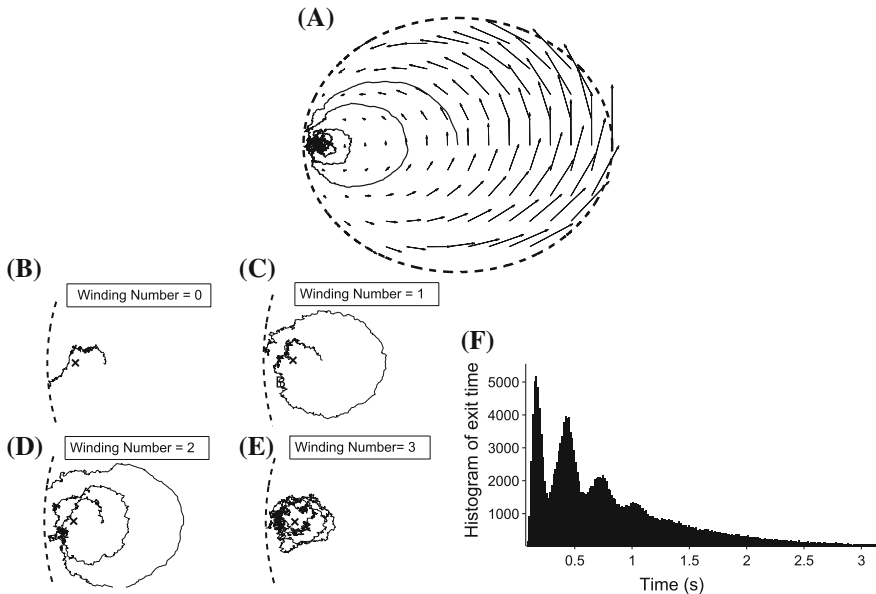 (A)
(B)
Winding Number = 0
(C)
Winding Number = 1
(D)
Winding Number = 2
(E)
Winding Number= 3
(F)
Histogram of exit time
5000
4000
3000
2000
1000
0.5
1
1.5
2
2.5
3
Time (s)